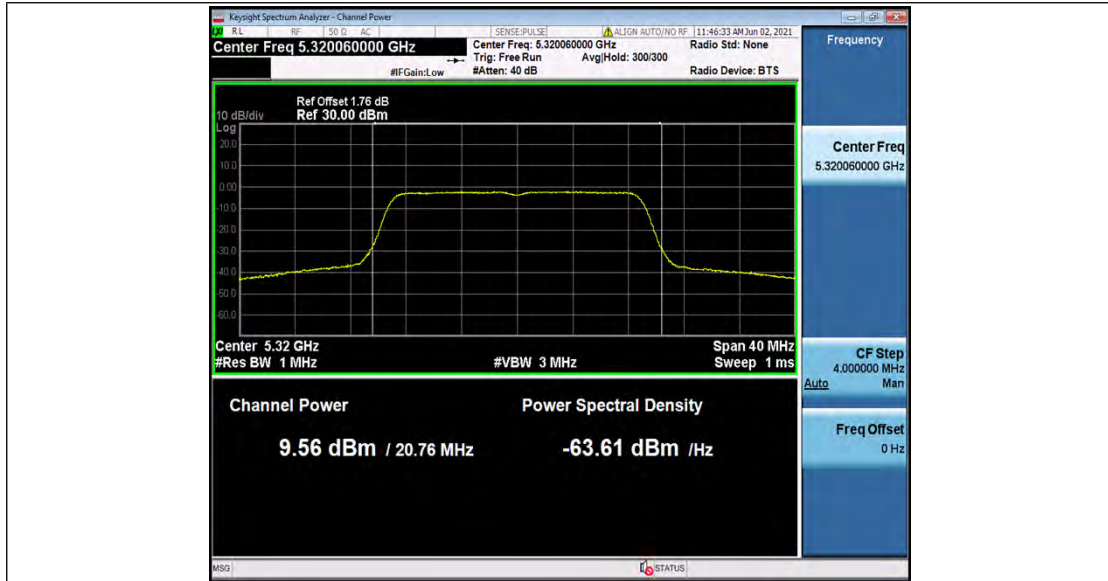 Keysight Spectrum Analyzer - Channel Power
RL RF 50 Ω AC SENSE:PULSE ALIGN AUTO/NO RF 11:46:33 AM Jun 02, 2021
Center Freq 5.320060000 GHz
Center Freq: 5.320060000 GHz
Radio Std: None
Trig: Free Run Avg|Hold: 300/300
#IFGain:Low
#Atten: 40 dB
Radio Device: BTS
Ref Offset 1.76 dB
10 dB/div Ref 30.00 dBm
Log
20.0
10.0
0.00
-10.0
-20.0
-30.0
-40.0
-50.0
-60.0
Center 5.32 GHz Span 40 MHz
#Res BW 1 MHz #VBW 3 MHz Sweep 1 ms
Channel Power Power Spectral Density
9.56 dBm / 20.76 MHz -63.61 dBm /Hz
Frequency
Center Freq
5.320060000 GHz
CF Step
4.000000 MHz
Auto Man
Freq Offset
0 Hz
MSG STATUS